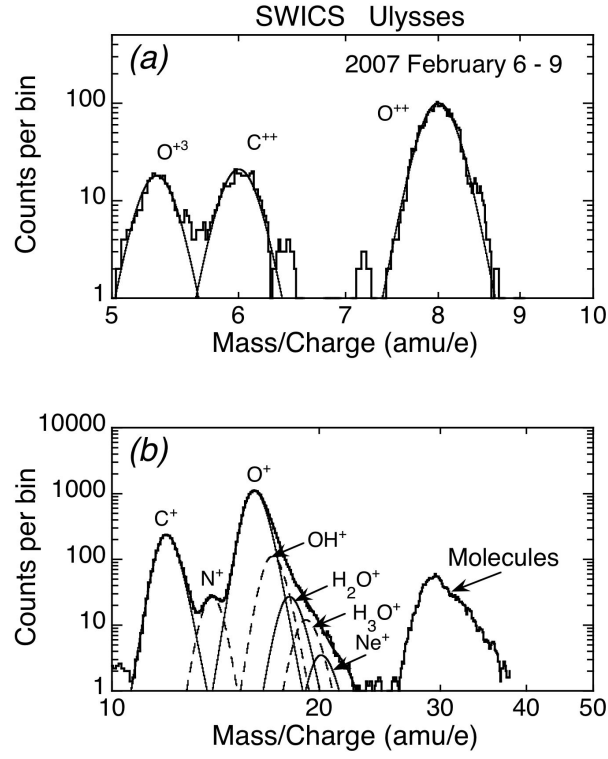 SWICS Ulysses
(a)
2007 February 6 - 9
O+3
C++
O++
Counts per bin
100
10
1
5 6 7 8 9 10
Mass/Charge (amu/e)
(b)
Counts per bin
10000
1000
100
10
1
C+
N+
O+
OH+
H2O+
H3O+
Ne+
Molecules
10 20 30 40 50
Mass/Charge (amu/e)